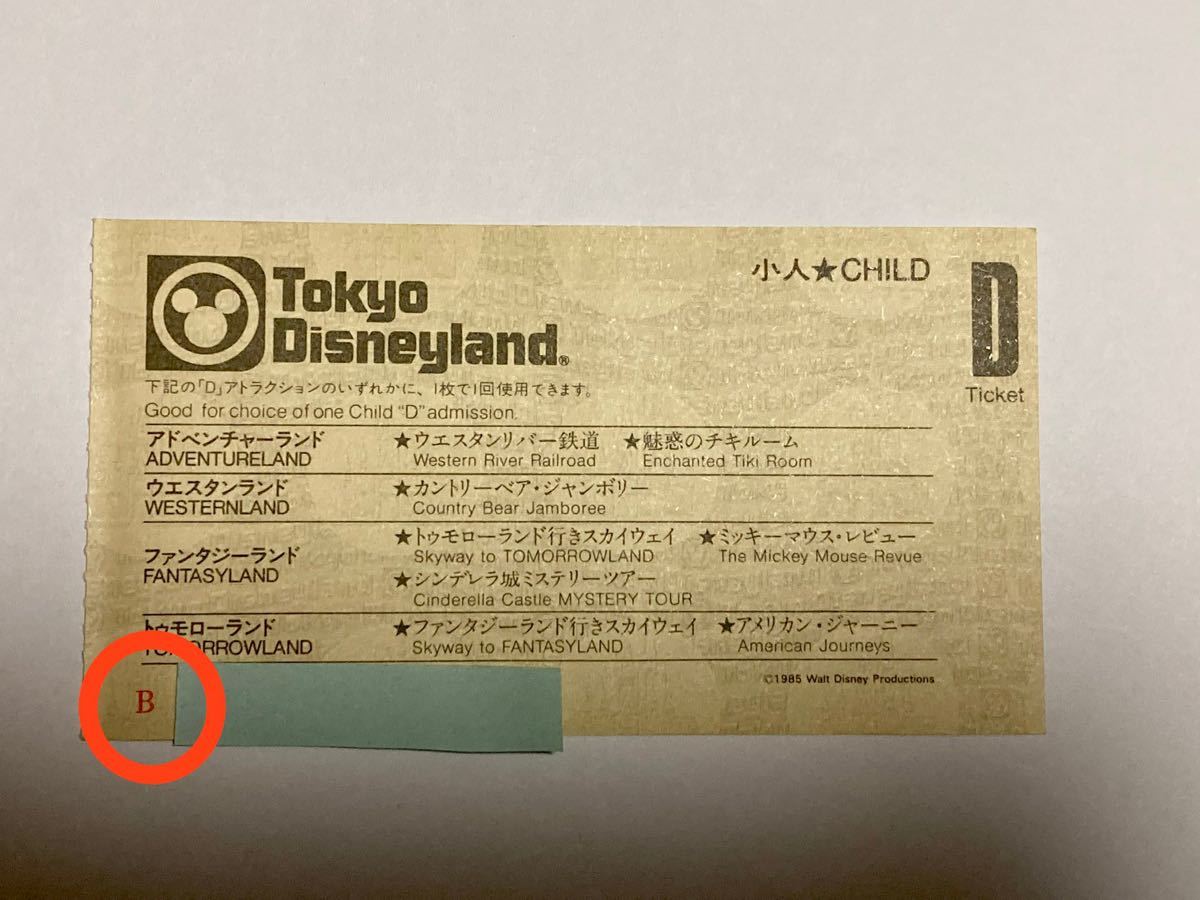 小人★CHILD
D
Ticket
Tokyo
Disneyland®
下記の「D」アトラクションのいずれかに、1枚で1回使用できます。
Good for choice of one Child "D" admission.
アドベンチャーランド ★ウエスタンリバー鉄道 ★魅惑のチキルーム
ADVENTURELAND Western River Railroad Enchanted Tiki Room
ウエスタンランド ★カントリーベア・ジャンボリー
WESTERNLAND Country Bear Jamboree
ファンタジーランド ★トゥモローランド行きスカイウェイ ★ミッキーマウス・レビュー
FANTASYLAND Skyway to TOMORROWLAND The Mickey Mouse Revue
★シンデレラ城ミステリーツアー
Cinderella Castle MYSTERY TOUR
トゥモローランド ★ファンタジーランド行きスカイウェイ ★アメリカン・ジャーニー
TOMORROWLAND Skyway to FANTASYLAND American Journeys
©1985 Walt Disney Productions
B